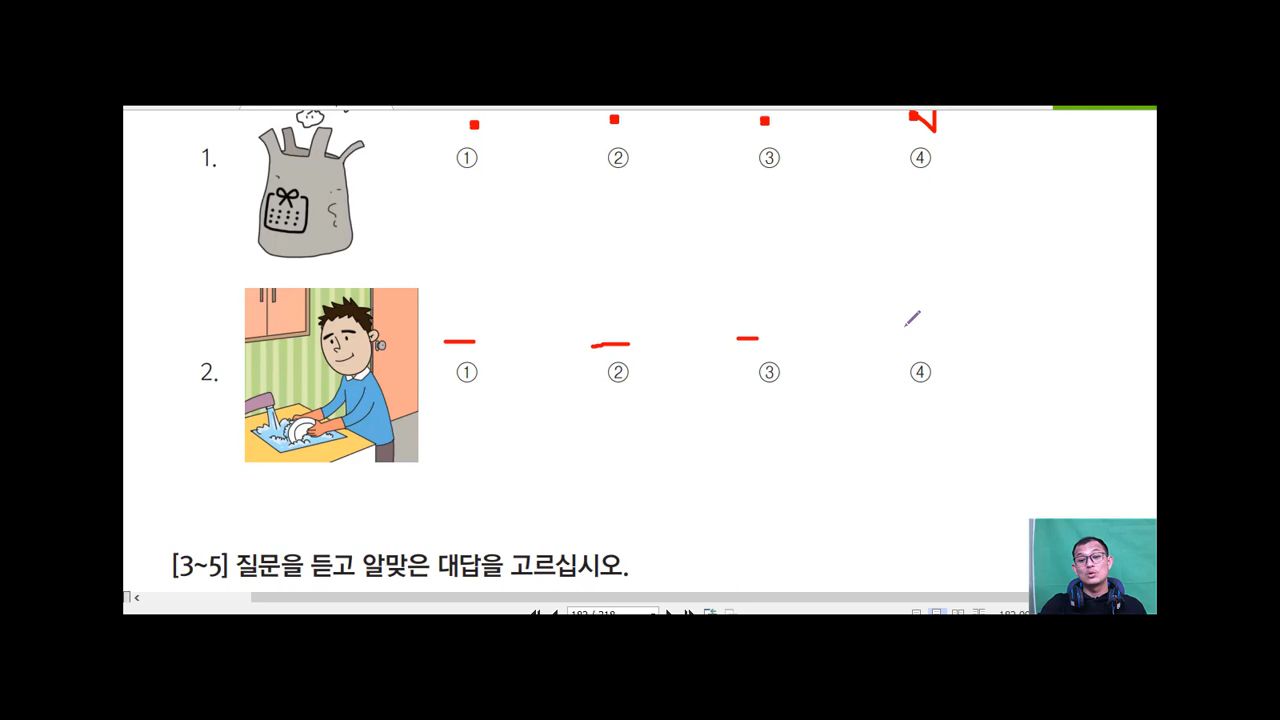 1. ① ② ③ ④
2. ① ② ③ ④
[3~5] 질문을 듣고 알맞은 대답을 고르십시오.